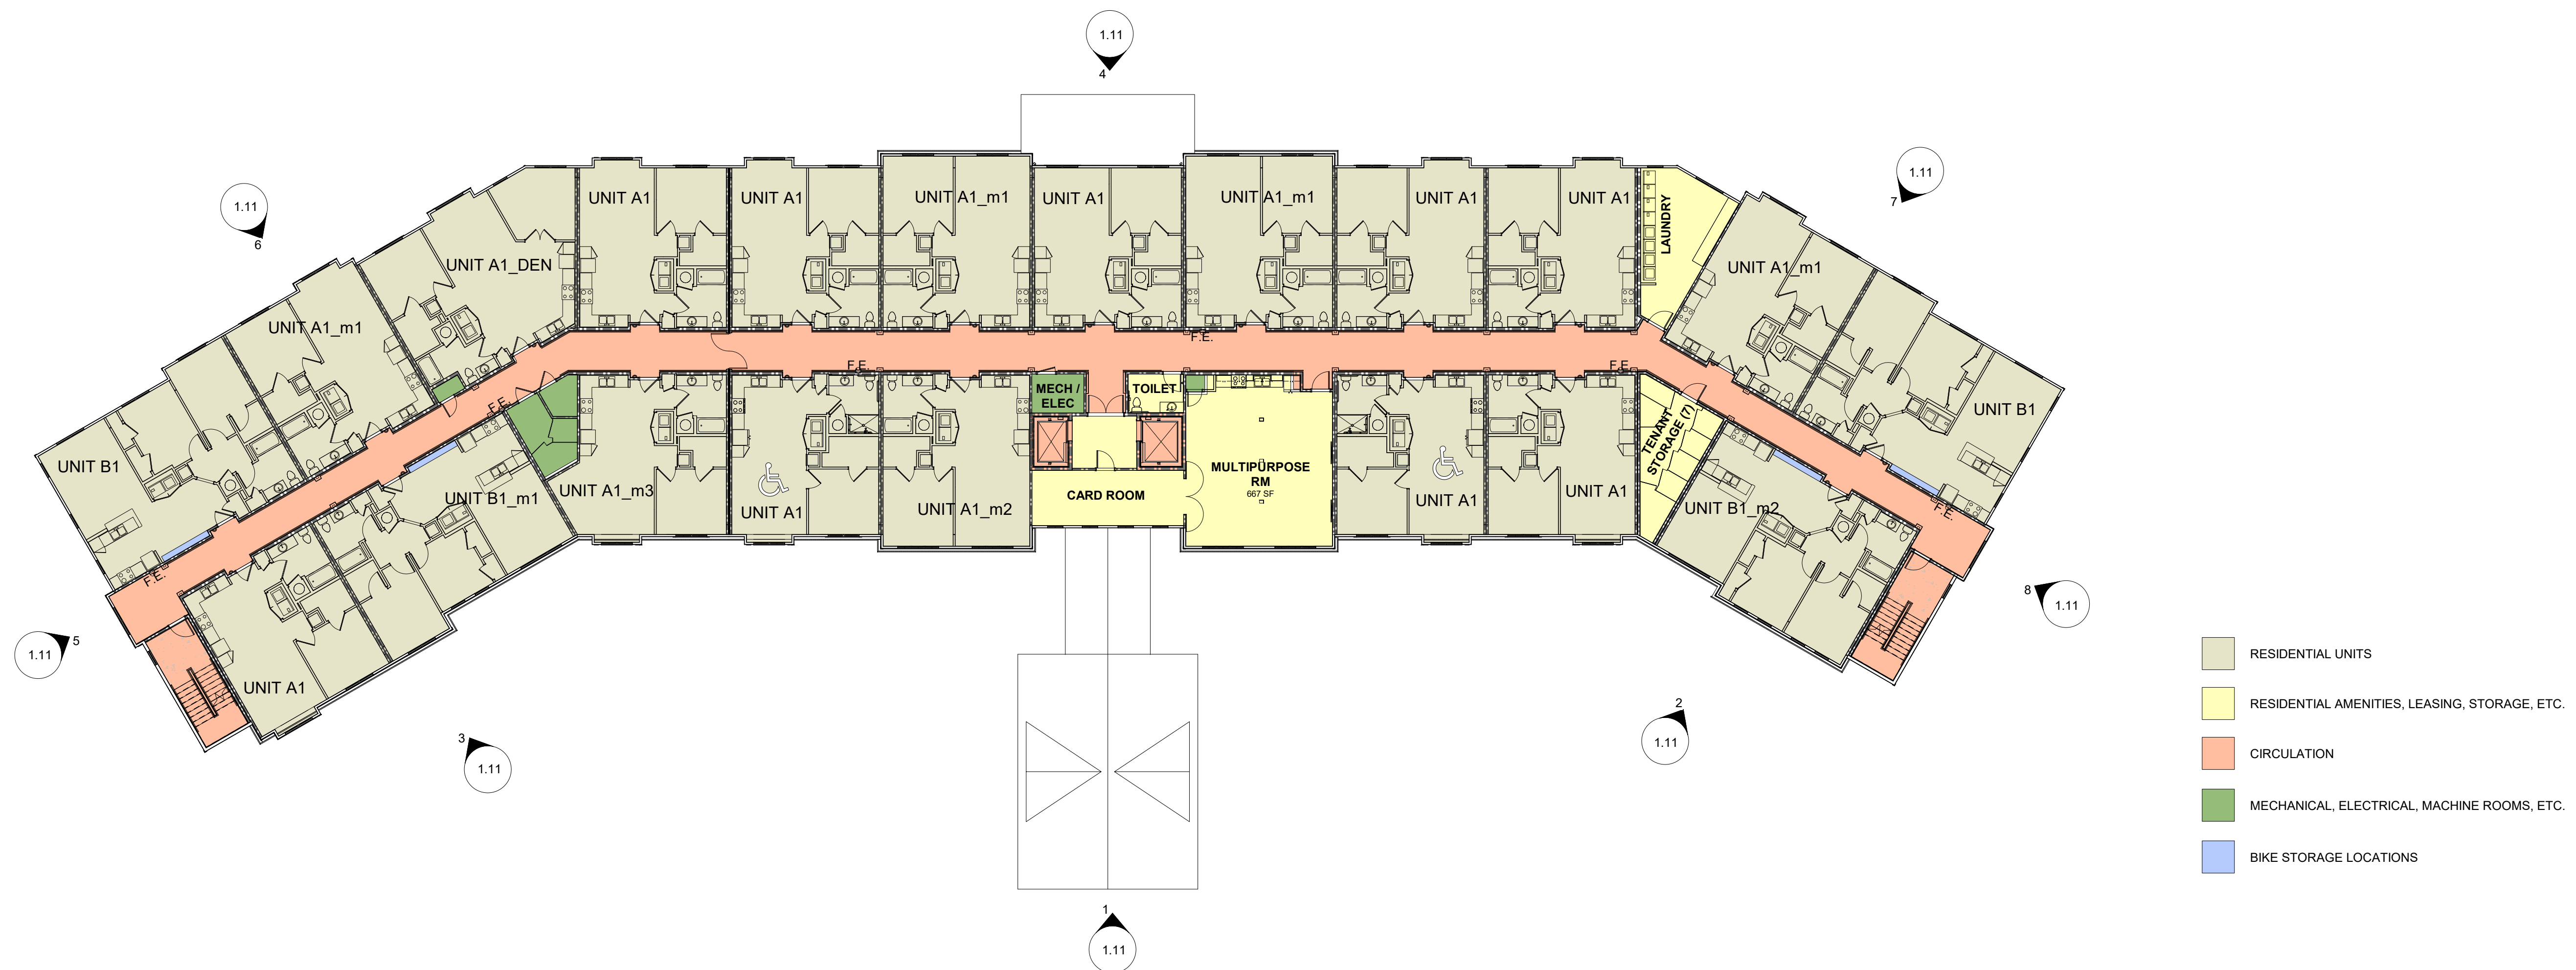 1.11
4
1.11
7
1.11
6
UNIT A1
UNIT A1
UNIT A1_m1
UNIT A1
UNIT A1_m1
UNIT A1
UNIT A1
LAUNDRY
UNIT A1_DEN
UNIT A1_m1
UNIT A1_m1
F.E.
F.E.
F.E.
F.E.
MECH /
ELEC
TOILET
UNIT B1
UNIT B1
TENANT
STORAGE (7)
UNIT B1_m1
UNIT A1_m3
UNIT A1
UNIT A1_m2
CARD ROOM
MULTIPURPOSE
RM
667 SF
UNIT A1
UNIT A1
UNIT B1_m2
F.E.
F.E.
UNIT A1
8
1.11
5
1.11
3
1.11
2
1.11
1
1.11
RESIDENTIAL UNITS
RESIDENTIAL AMENITIES, LEASING, STORAGE, ETC.
CIRCULATION
MECHANICAL, ELECTRICAL, MACHINE ROOMS, ETC.
BIKE STORAGE LOCATIONS